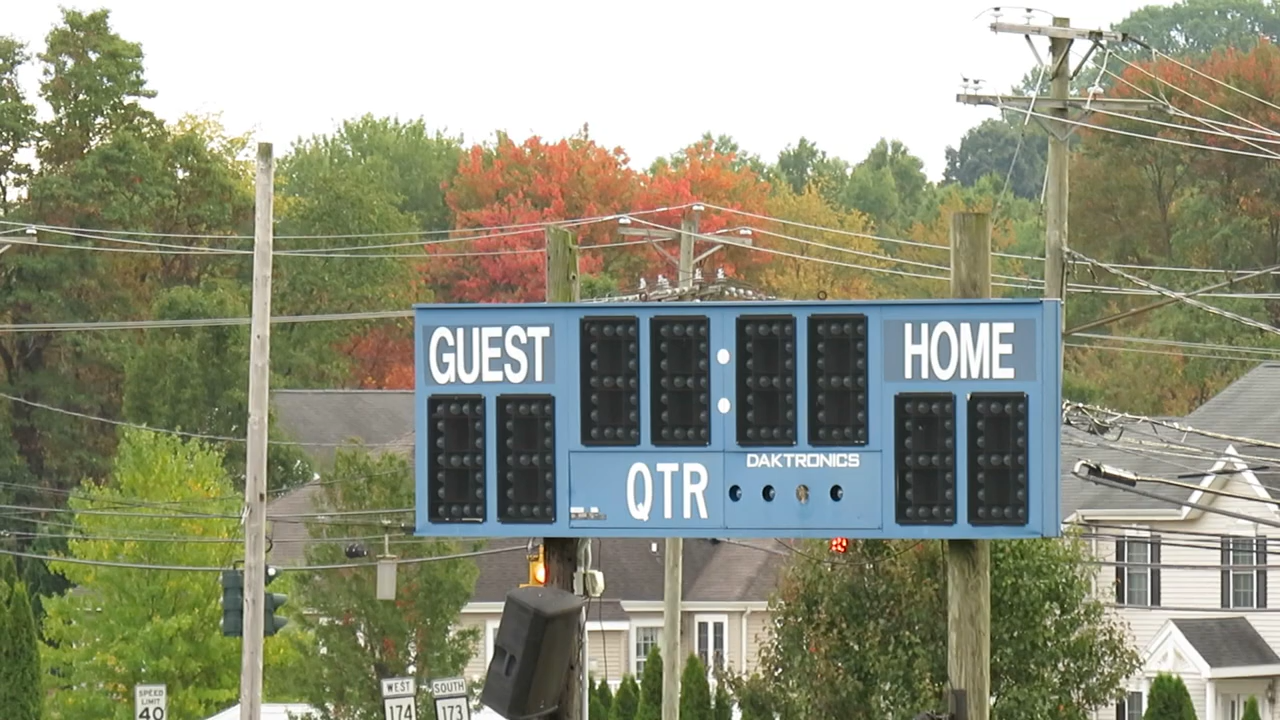 GUEST
HOME
DAKTRONICS
QTR
SPEED
LIMIT
40
WEST
174
SOUTH
173